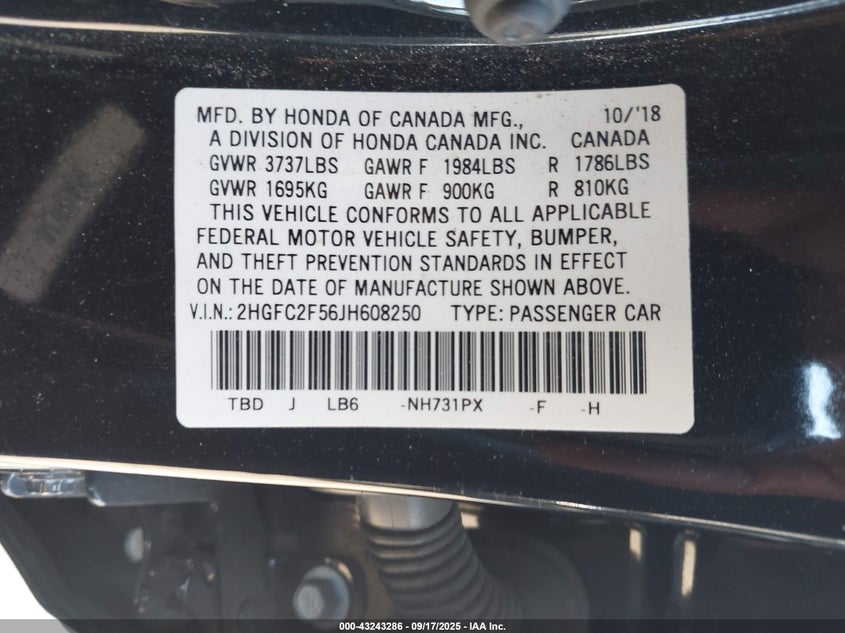 MFD. BY HONDA OF CANADA MFG., 10/'18
A DIVISION OF HONDA CANADA INC. CANADA
GVWR 3737LBS GAWR F 1984LBS R 1786LBS
GVWR 1695KG GAWR F 900KG R 810KG
THIS VEHICLE CONFORMS TO ALL APPLICABLE
FEDERAL MOTOR VEHICLE SAFETY, BUMPER,
AND THEFT PREVENTION STANDARDS IN EFFECT
ON THE DATE OF MANUFACTURE SHOWN ABOVE.
V.I.N.: 2HGFC2F56JH608250 TYPE: PASSENGER CAR
TBD J LB6 -NH731PX -F -H
000-43243286 - 09/17/2025 - IAA Inc.